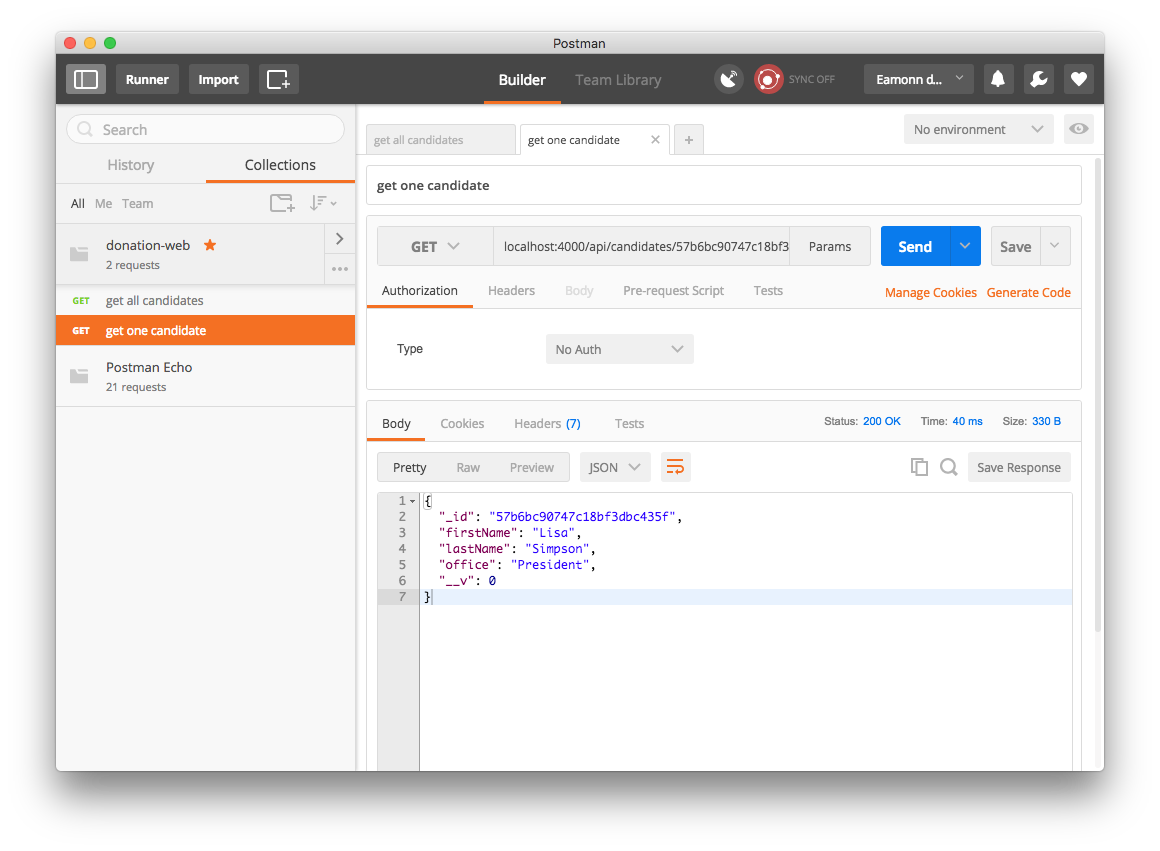 Postman
Runner Import Builder Team Library SYNC OFF Eamonn d...
Search
History Collections
All Me Team
donation-web
2 requests
GET get all candidates
GET get one candidate
Postman Echo
21 requests
get all candidates get one candidate No environment
get one candidate
GET localhost:4000/api/candidates/57b6bc90747c18bf3 Params Send Save
Authorization Headers Body Pre-request Script Tests Manage Cookies Generate Code
Type No Auth
Body Cookies Headers (7) Tests Status: 200 OK Time: 40 ms Size: 330 B
Pretty Raw Preview JSON Save Response
1 {
2 "_id": "57b6bc90747c18bf3dbc435f",
3 "firstName": "Lisa",
4 "lastName": "Simpson",
5 "office": "President",
6 "__v": 0
7 }